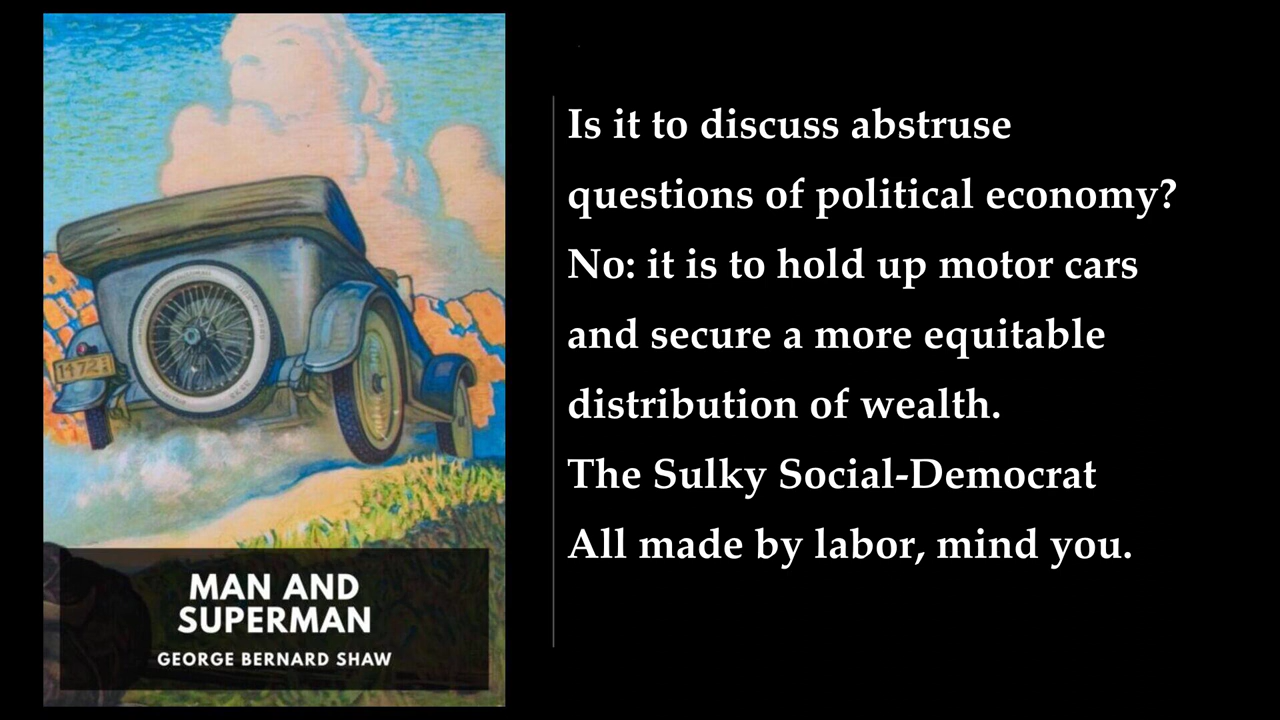 Is it to discuss abstruse
questions of political economy?
No: it is to hold up motor cars
and secure a more equitable
distribution of wealth.
The Sulky Social-Democrat
All made by labor, mind you.
1472
MAN AND
SUPERMAN
GEORGE BERNARD SHAW